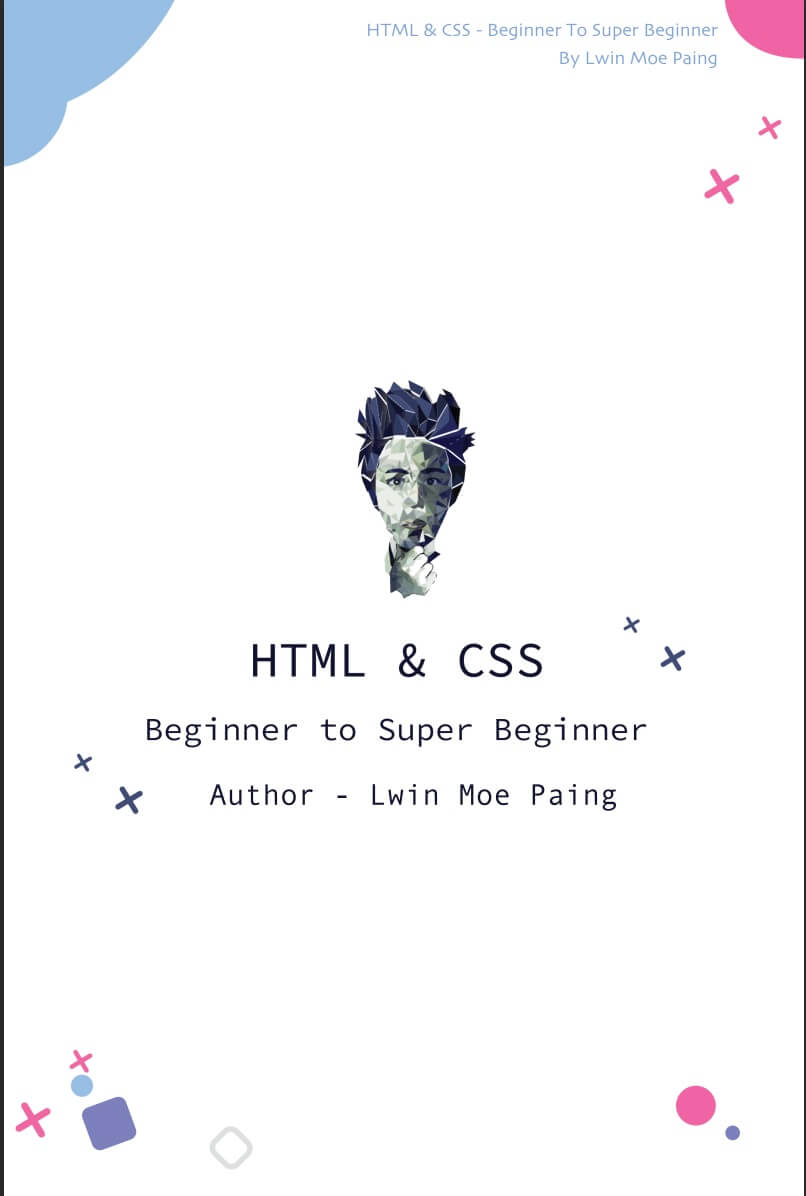 HTML & CSS - Beginner To Super Beginner
By Lwin Moe Paing
HTML & CSS
Beginner to Super Beginner
Author - Lwin Moe Paing